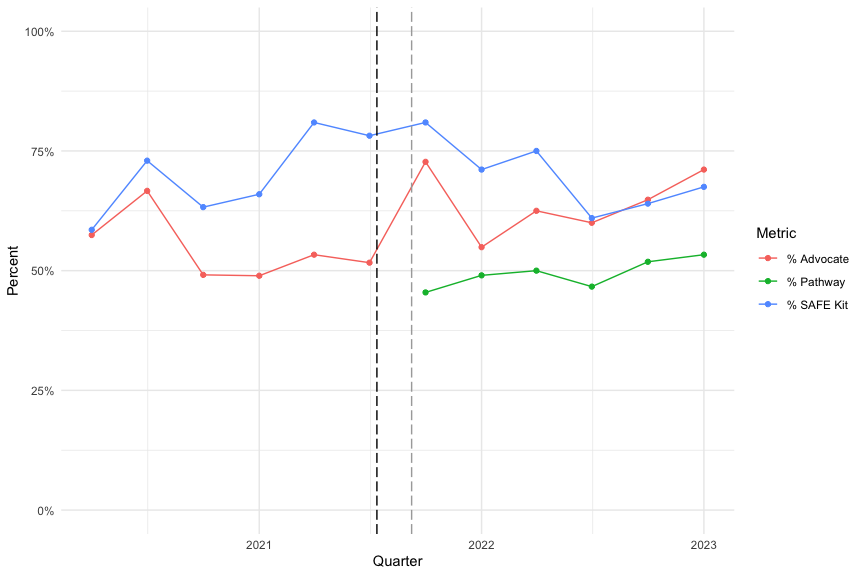 100%
75%
50%
25%
0%
Percent
2021
2022
2023
Quarter
Metric
% Advocate
% Pathway
% SAFE Kit